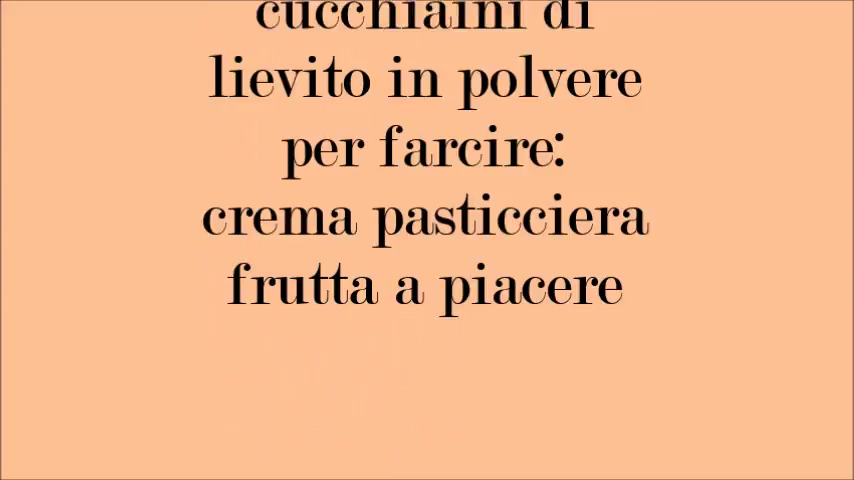 cucchiaini di
lievito in polvere
per farcire:
crema pasticciera
frutta a piacere